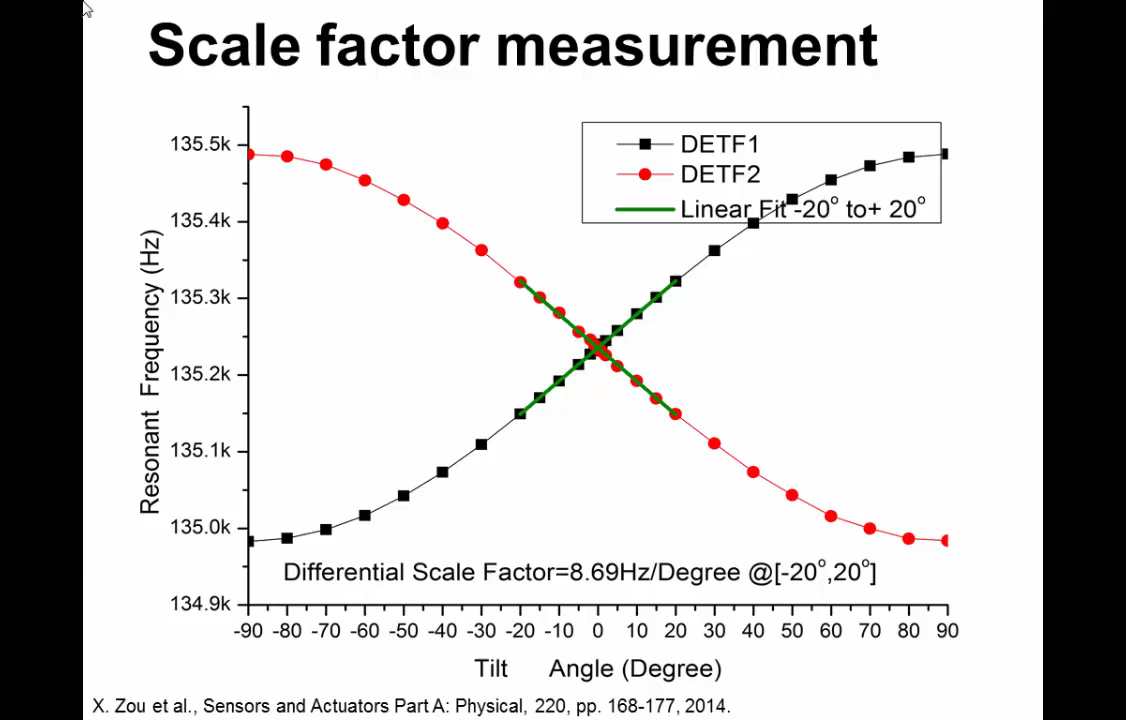 Scale factor measurement
DETF1
DETF2
Linear Fit -20° to+ 20°
135.5k
135.4k
135.3k
135.2k
135.1k
135.0k
134.9k
Resonant Frequency (Hz)
Differential Scale Factor=8.69Hz/Degree @[-20°,20°]
-90 -80 -70 -60 -50 -40 -30 -20 -10 0 10 20 30 40 50 60 70 80 90
Tilt Angle (Degree)
X. Zou et al., Sensors and Actuators Part A: Physical, 220, pp. 168-177, 2014.